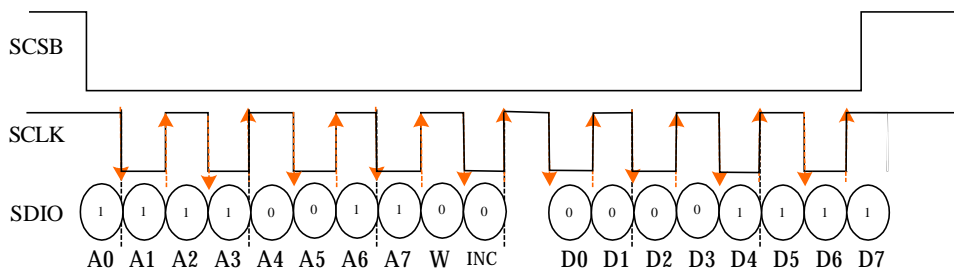 SCSB
SCLK
SDIO 1 1 1 1 0 0 1 1 0 0 0 0 0 0 1 1 1 1
A0 A1 A2 A3 A4 A5 A6 A7 W INC D0 D1 D2 D3 D4 D5 D6 D7